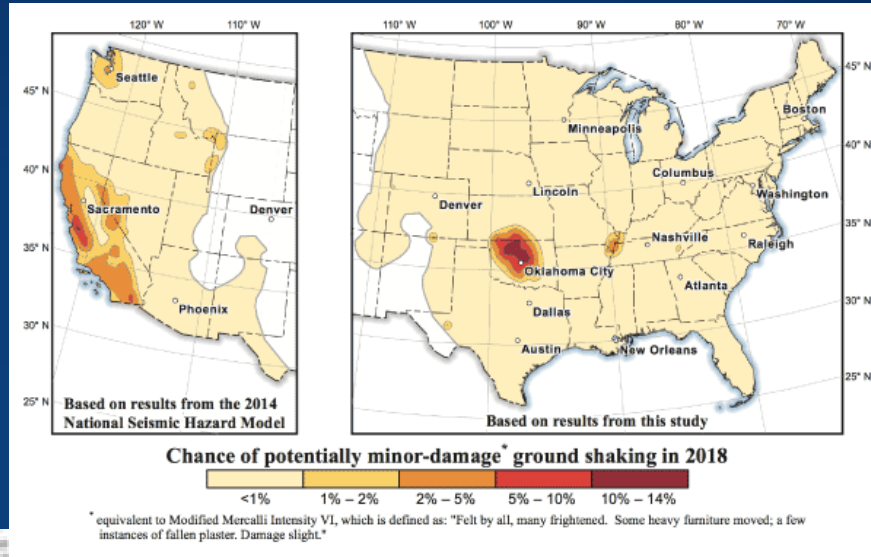 120° W
110° W
110° W
100° W
90° W
80° W
70° W
45° N
40° N
35° N
30° N
25° N
Seattle
Sacramento
Denver
Phoenix
Based on results from the 2014
National Seismic Hazard Model
45° N
40° N
35° N
30° N
25° N
Boston
Minneapolis
Columbus
Washington
Lincoln
Denver
Nashville
Raleigh
Oklahoma City
Atlanta
Dallas
Austin
New Orleans
Based on results from this study
Chance of potentially minor-damage* ground shaking in 2018
<1%
1% – 2%
2% – 5%
5% – 10%
10% – 14%
* equivalent to Modified Mercalli Intensity VI, which is defined as: "Felt by all, many frightened. Some heavy furniture moved; a few
instances of fallen plaster. Damage slight."